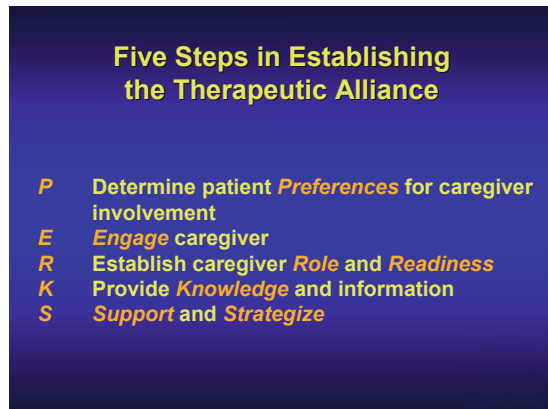 Five Steps in Establishing
the Therapeutic Alliance
P Determine patient Preferences for caregiver
involvement
E Engage caregiver
R Establish caregiver Role and Readiness
K Provide Knowledge and information
S Support and Strategize